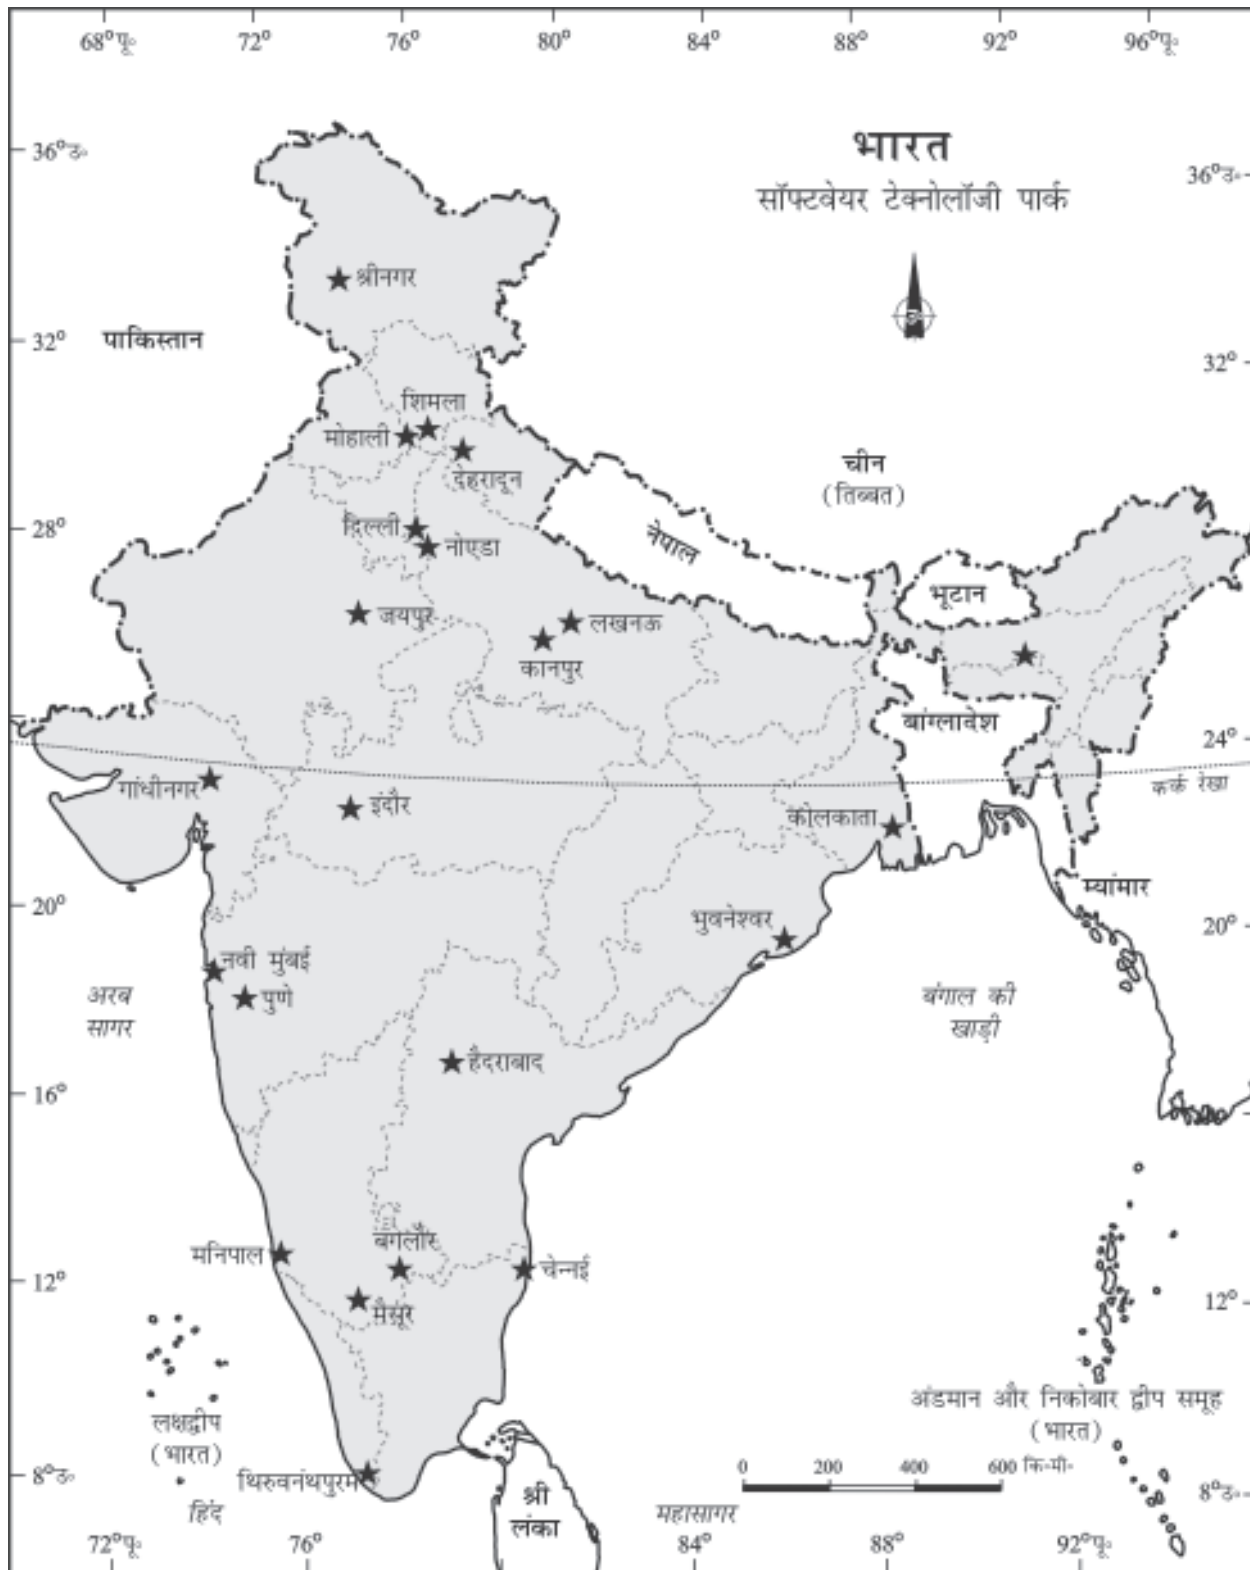 68°पू॰ 72° 76° 80° 84° 88° 92° 96°पू॰
भारत
सॉफ्टवेयर टेक्नोलॉजी पार्क
36°उ॰ 36°उ॰
श्रीनगर
पाकिस्तान
32° 32°
शिमला
मोहाली
देहरादून
चीन
(तिब्बत)
28°
दिल्ली
नोएडा
नेपाल
भूटान
जयपुर
लखनऊ
कानपुर
बांग्लादेश
24°
कर्क रेखा
गांधीनगर
इंदौर
कोलकाता
म्यांमार
20° 20°
भुवनेश्वर
नवी मुंबई
पुणे
अरब
सागर
बंगाल की
खाड़ी
हैदराबाद
16°
मनिपाल
बंगलौर
चेन्नई
12° 12°
मैसूर
लक्षद्वीप
(भारत)
अंडमान और निकोबार द्वीप समूह
(भारत)
थिरुवनंथपुरम
8°उ॰ 8°उ॰
0 200 400 600 कि॰मी॰
श्री
लंका
हिंद महासागर
72°पू॰ 76° 84° 88° 92°पू॰